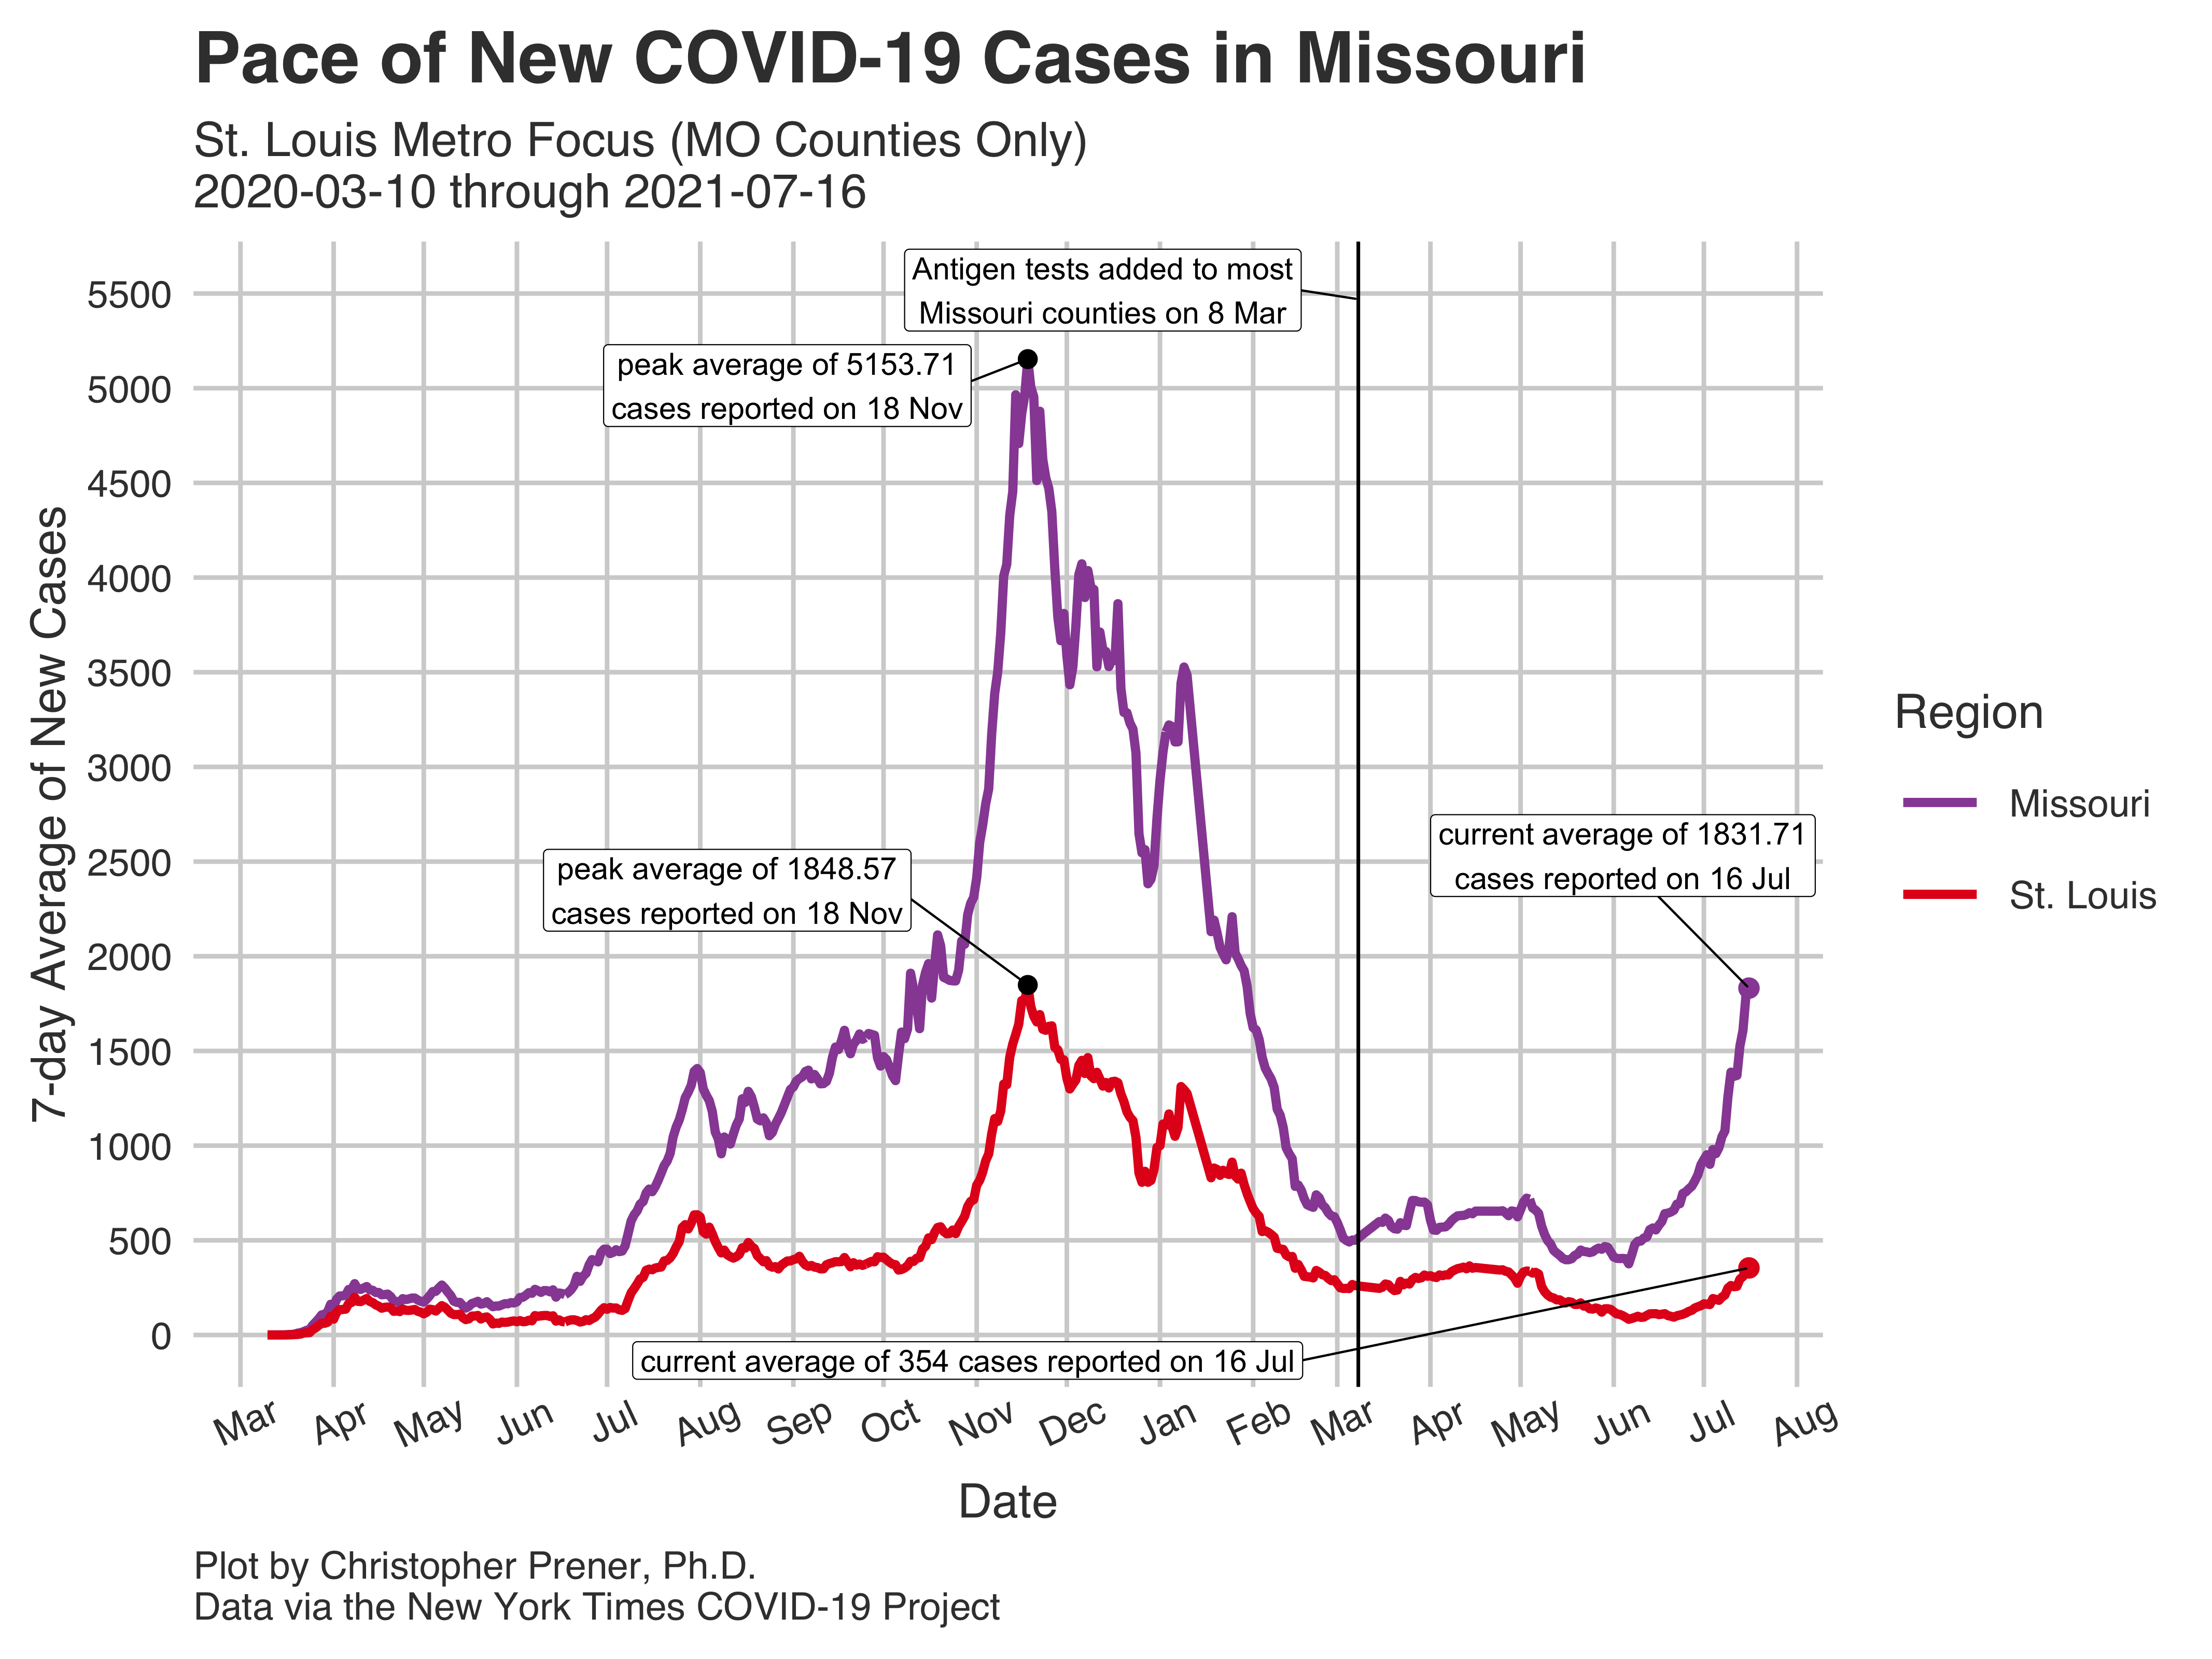 Pace of New COVID-19 Cases in Missouri
St. Louis Metro Focus (MO Counties Only)
2020-03-10 through 2021-07-16
Antigen tests added to most
Missouri counties on 8 Mar
peak average of 5153.71
cases reported on 18 Nov
peak average of 1848.57
cases reported on 18 Nov
current average of 1831.71
cases reported on 16 Jul
current average of 354 cases reported on 16 Jul
7-day Average of New Cases
5500
5000
4500
4000
3500
3000
2500
2000
1500
1000
500
0
Mar Apr May Jun Jul Aug Sep Oct Nov Dec Jan Feb Mar Apr May Jun Jul Aug
Date
Region
Missouri
St. Louis
Plot by Christopher Prener, Ph.D.
Data via the New York Times COVID-19 Project